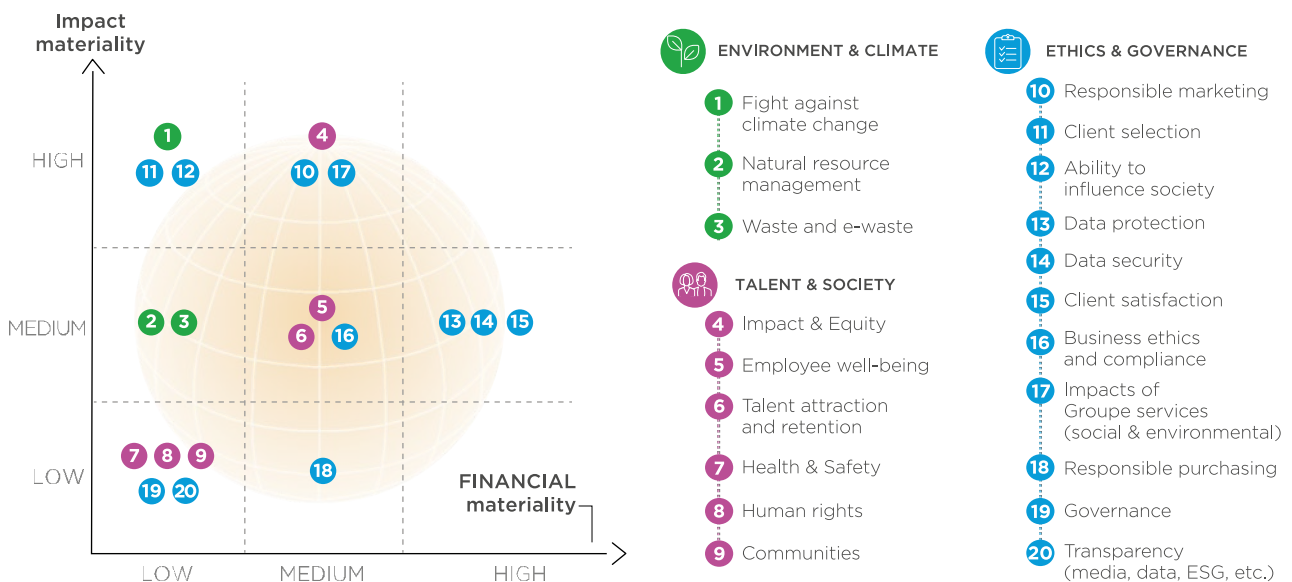 Impact
materiality
HIGH
MEDIUM
LOW
1
11 12
4
10 17
2 3
5
6 16
13 14 15
7 8 9
19 20
18
FINANCIAL
materiality
LOW
MEDIUM
HIGH
ENVIRONMENT & CLIMATE
1 Fight against
climate change
2 Natural resource
management
3 Waste and e-waste
TALENT & SOCIETY
4 Impact & Equity
5 Employee well-being
6 Talent attraction
and retention
7 Health & Safety
8 Human rights
9 Communities
ETHICS & GOVERNANCE
10 Responsible marketing
11 Client selection
12 Ability to
influence society
13 Data protection
14 Data security
15 Client satisfaction
16 Business ethics
and compliance
17 Impacts of
Groupe services
(social & environmental)
18 Responsible purchasing
19 Governance
20 Transparency
(media, data, ESG, etc.)